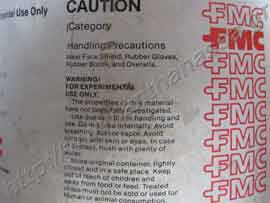 ental Use Only
CAUTION
Category
Handling Precautions
Wear Face Shield, Rubber Gloves,
Rubber Boots, and Overalls.
WARNING!
FOR EXPERIMENTAL
USE ONLY.
The properties of this material
have not been fully investigated.
due care in its handling and
use. Do not take internally. Avoid
breathing dust or vapor. Avoid
contact with skin or eyes. In case
of contact, flush with plenty of
water.
original container, tightly
closed and in a safe place. Keep
out of reach of children and
away from food or feed. Treated
must not be sold or used for
human or animal consumption.
FMC
FMC
FMC
FMC
FMC
FMC
FMC
FMC